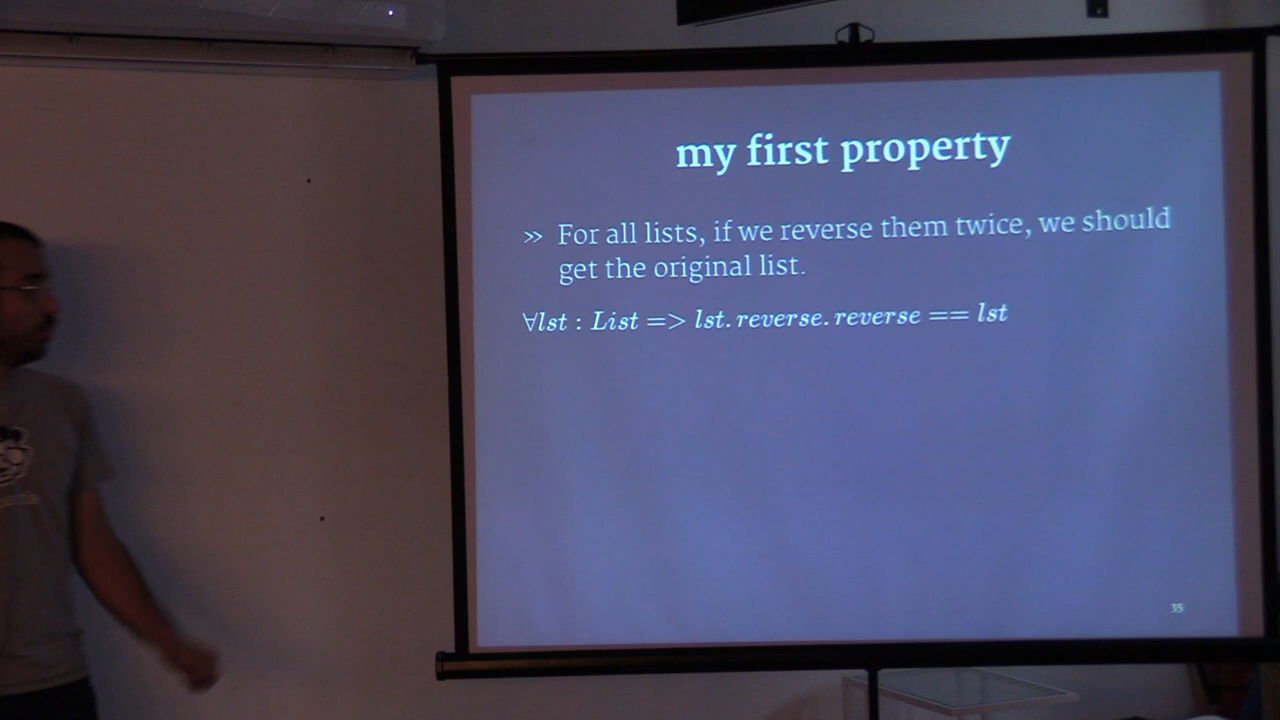 my first property
» For all lists, if we reverse them twice, we should
get the original list.
∀lst : List => lst.reverse.reverse == lst
35